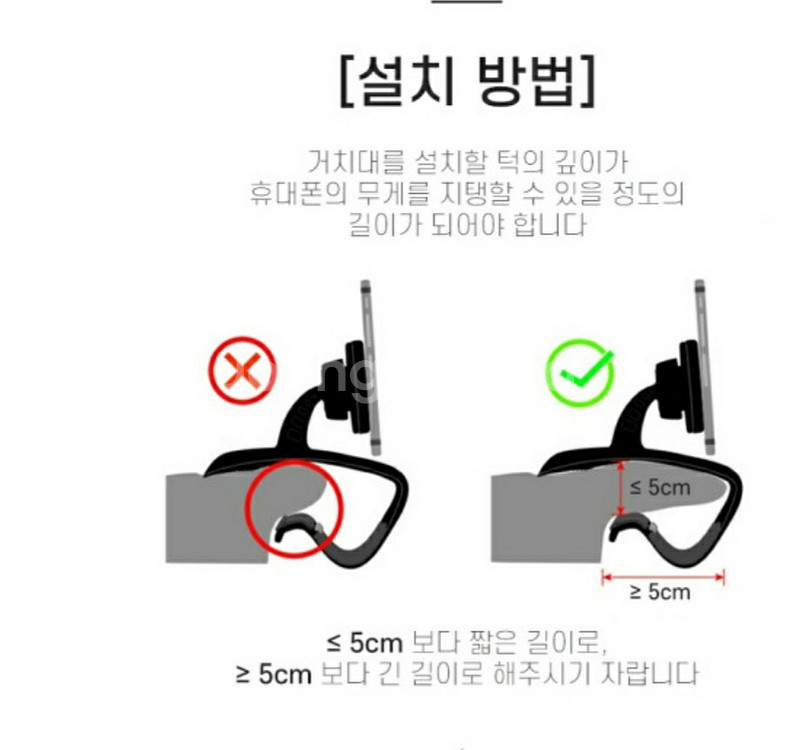 [설치 방법]
거치대를 설치할 턱의 깊이가
휴대폰의 무게를 지탱할 수 있을 정도의
길이가 되어야 합니다
≤ 5cm
≥ 5cm
≤ 5cm 보다 짧은 길이로,
≥ 5cm 보다 긴 길이로 해주시기 자랍니다